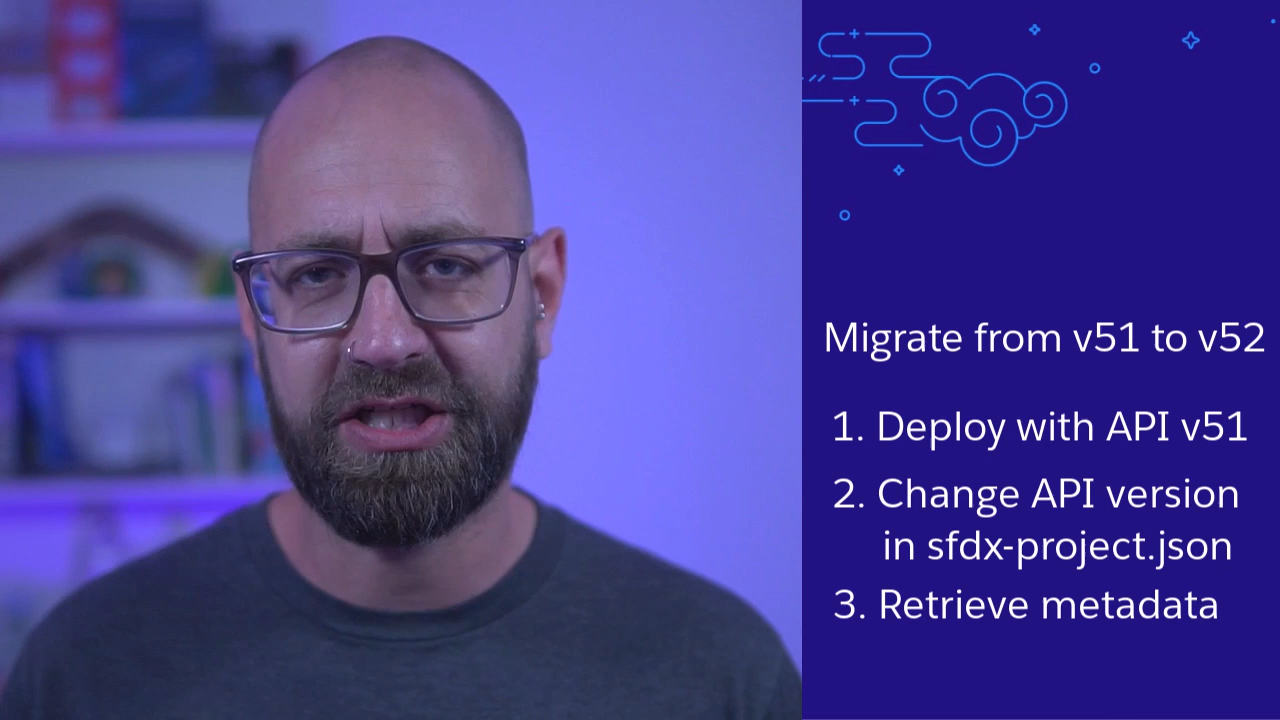 Migrate from v51 to v52
1. Deploy with API v51
2. Change API version
in sfdx-project.json
3. Retrieve metadata